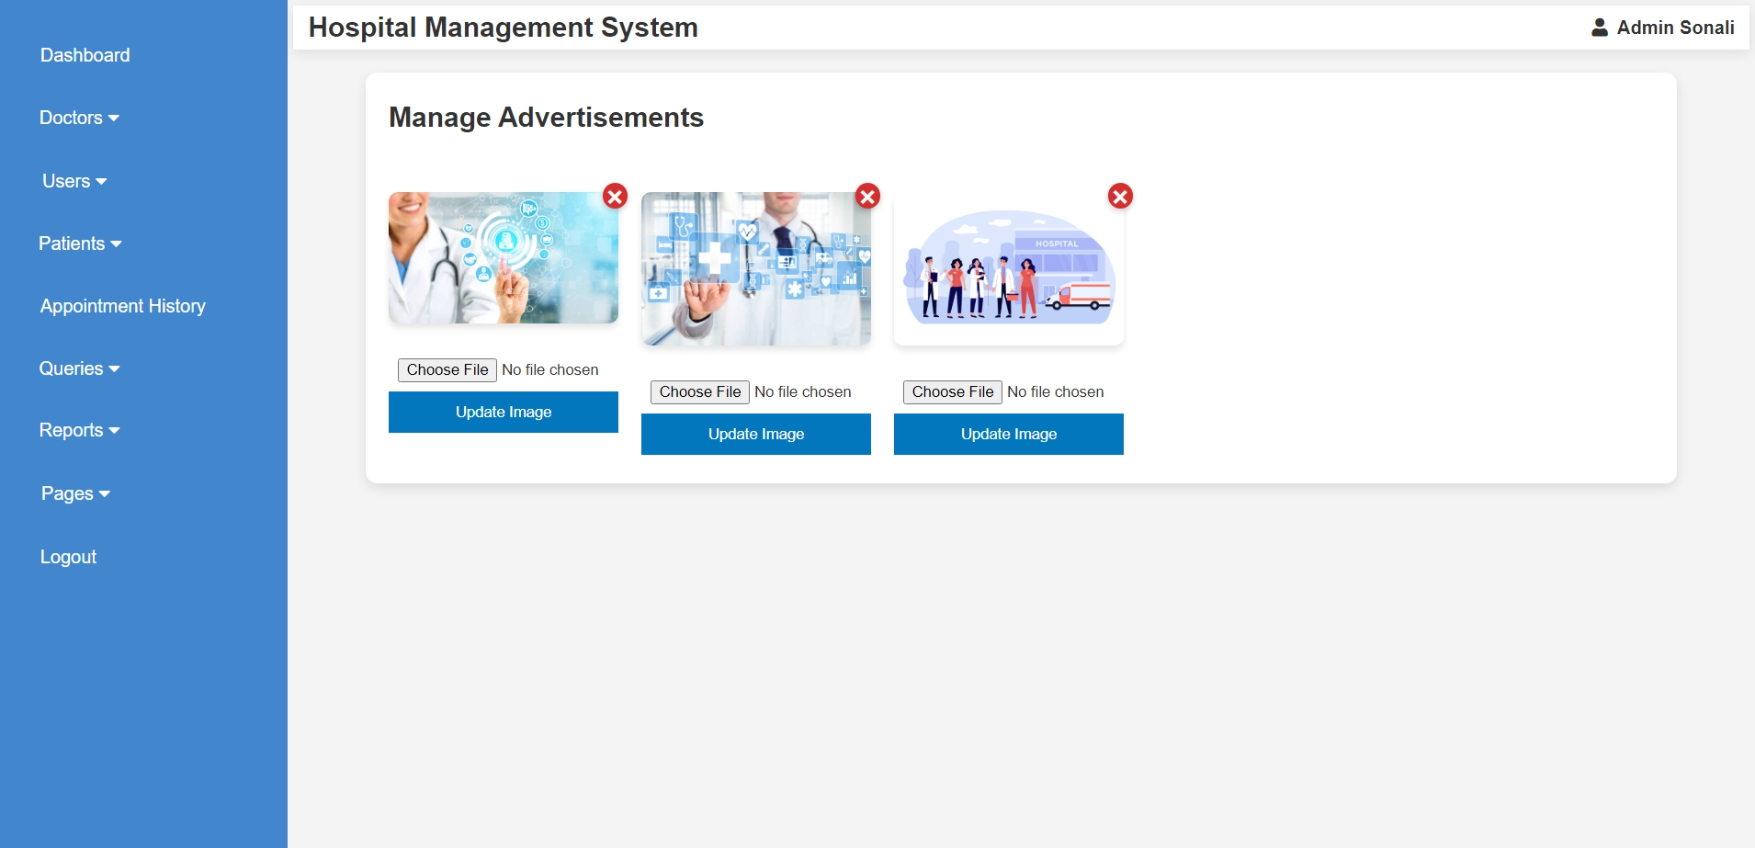 Hospital Management System
Admin Sonali
Dashboard
Doctors
Users
Patients
Appointment History
Queries
Reports
Pages
Logout
Manage Advertisements
HOSPITAL
Choose File No file chosen
Update Image
Choose File No file chosen
Update Image
Choose File No file chosen
Update Image